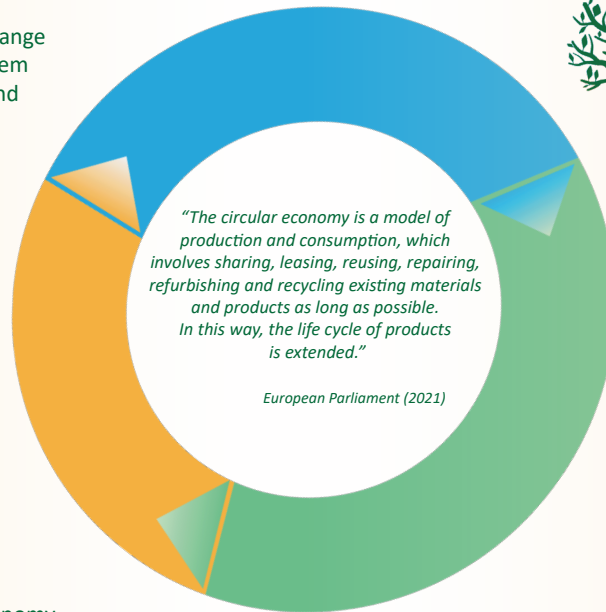 ange
em
nd
“The circular economy is a model of
production and consumption, which
involves sharing, leasing, reusing, repairing,
refurbishing and recycling existing materials
and products as long as possible.
In this way, the life cycle of products
is extended.”
European Parliament (2021)